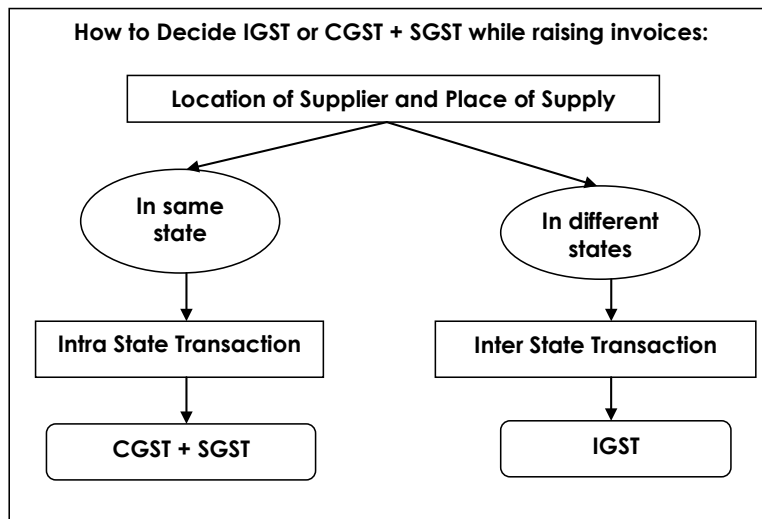 How to Decide IGST or CGST + SGST while raising invoices:
Location of Supplier and Place of Supply
In same
state
In different
states
Intra State Transaction
Inter State Transaction
CGST + SGST
IGST